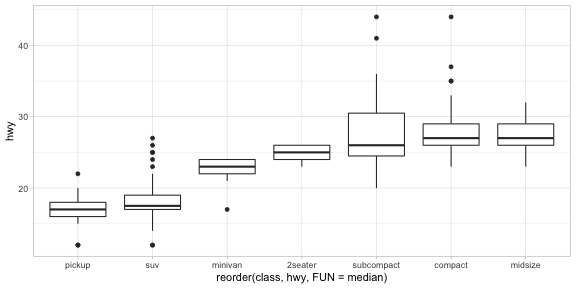 40
30
20
hwy
pickup suv minivan 2seater subcompact compact midsize
reorder(class, hwy, FUN = median)